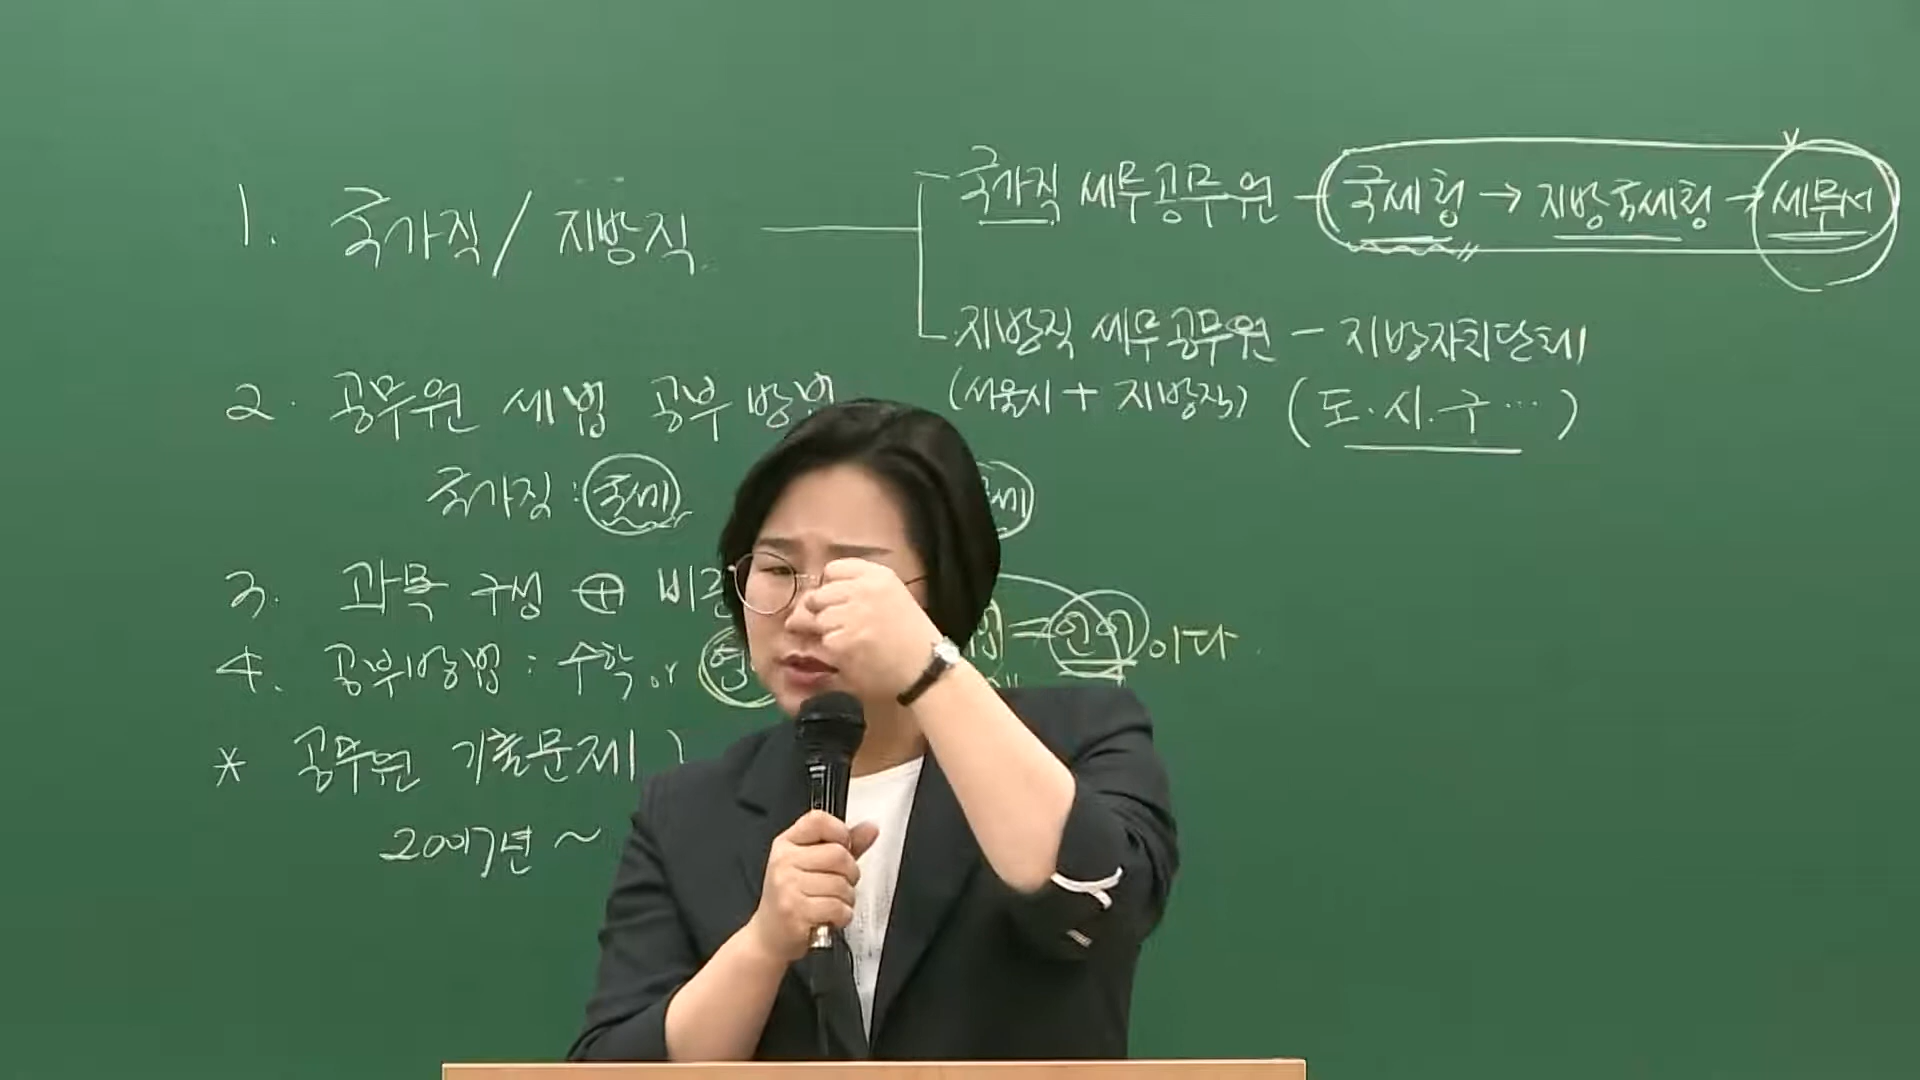 1. 국가직 / 지방직
국가직 세무공무원 - 국세청 → 지방국세청 → 세무서
지방직 세무공무원 - 지방자치단체
(서울시 + 지방직) (도·시·구…)
2. 공무원 세법 공부 방법
국가직 : 국세
3. 과목 구성 ⊕
4. 공부방법 : 수학 or = 암기 이다
* 공무원 기출문제
2007년 ~